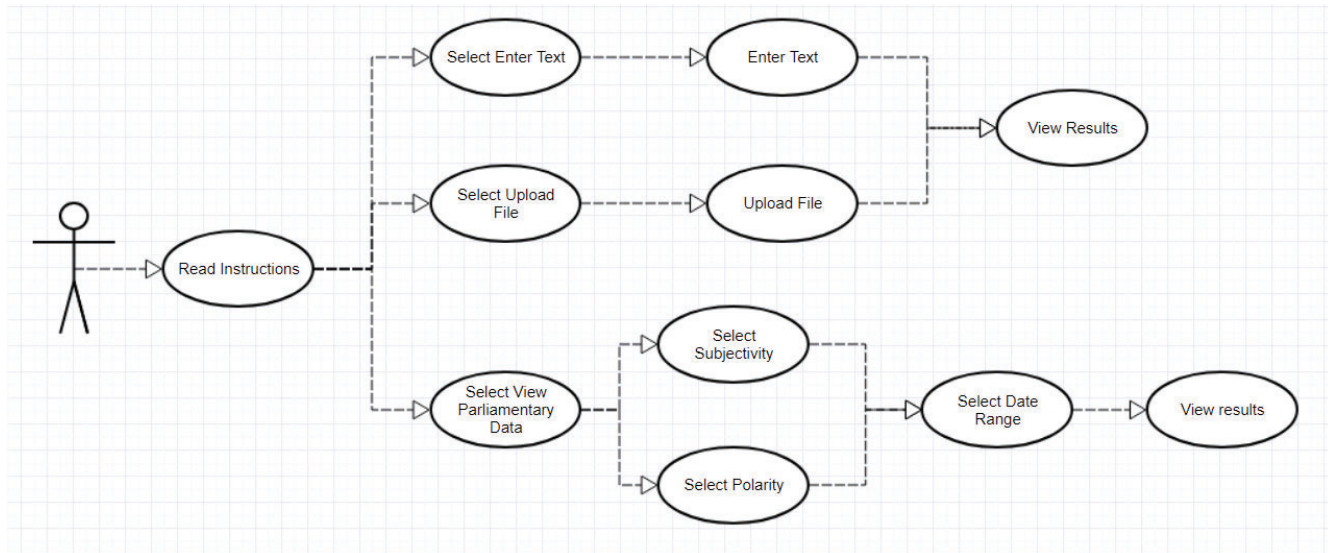 Select Enter Text
Enter Text
View Results
Select Upload
File
Upload File
Read Instructions
Select
Subjectivity
Select View
Parliamentary
Data
Select Date
Range
View results
Select Polarity